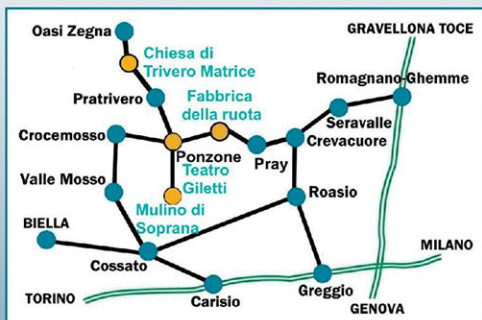 GRAVELLONA TOCE
Oasi Zegna
Chiesa di
Trivero Matrice
Romagnano-Ghemme
Pratrivero
Fabbrica
della ruota
Seravalle
Crocemosso
Crevacuore
Ponzone
Pray
Teatro
Giletti
Valle Mosso
Roasio
Mulino di
Soprana
BIELLA
MILANO
Cossato
Greggio
TORINO
Carisio
GENOVA